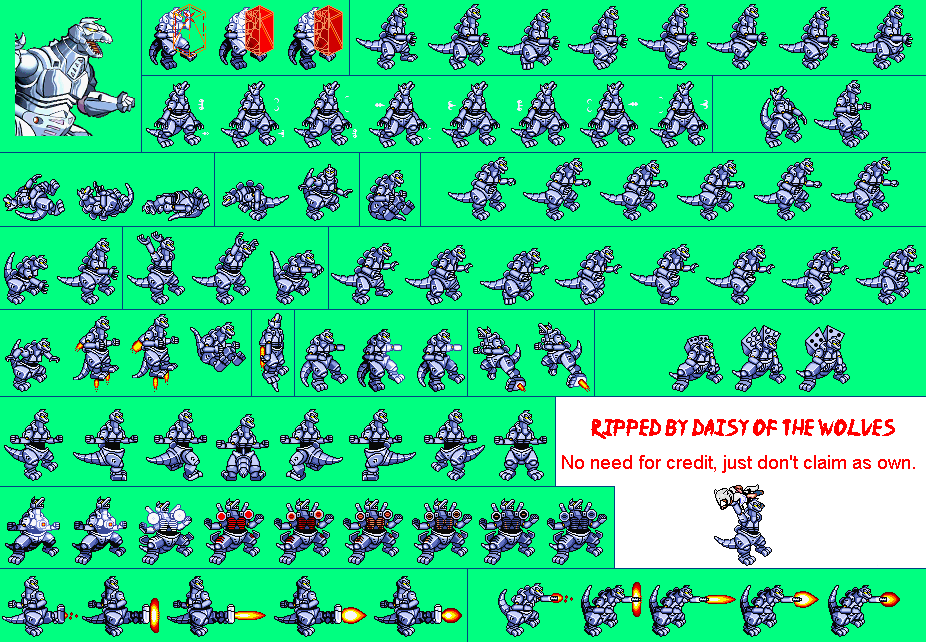 RIPPED BY DAISY OF THE WOLVES
No need for credit, just don't claim as own.